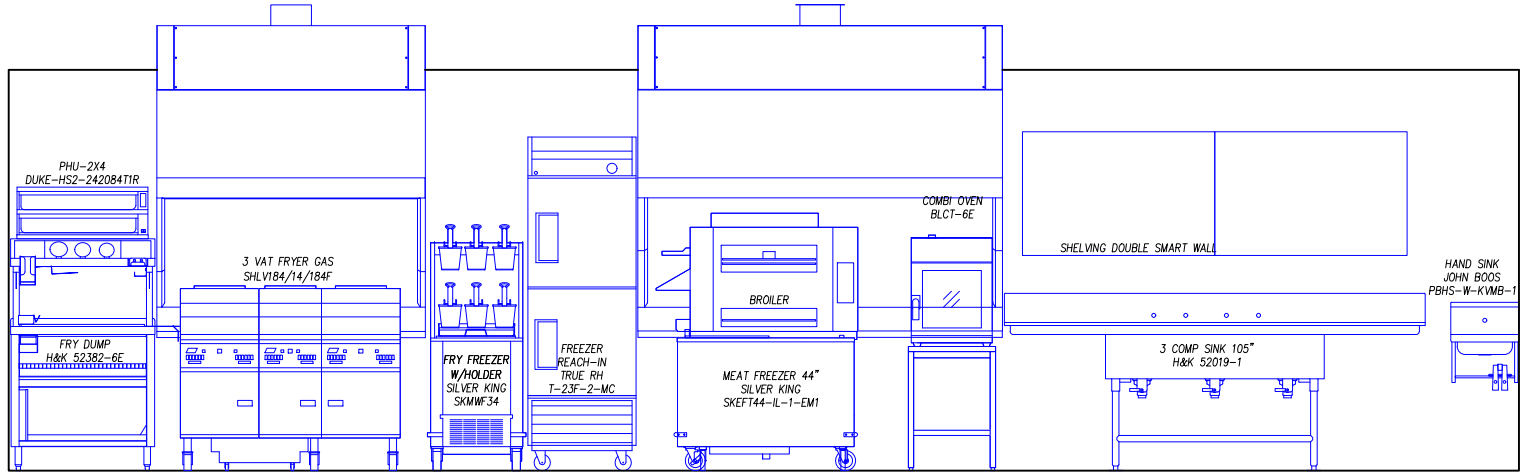 PHU-2X4
DUKE-HS2-242084T1R
3 VAT FRYER GAS
SHLV184/14/184F
FRY DUMP
H&K 52382-6E
FRY FREEZER
W/HOLDER
SILVER KING
SKMWF34
FREEZER
REACH-IN
TRUE RH
T-23F-2-MC
BROILER
MEAT FREEZER 44"
SILVER KING
SKEFT44-IL-1-EM1
COMBI OVEN
BLCT-6E
SHELVING DOUBLE SMART WALL
3 COMP SINK 105"
H&K 52019-1
HAND SINK
JOHN BOOS
PBHS-W-KVMB-1